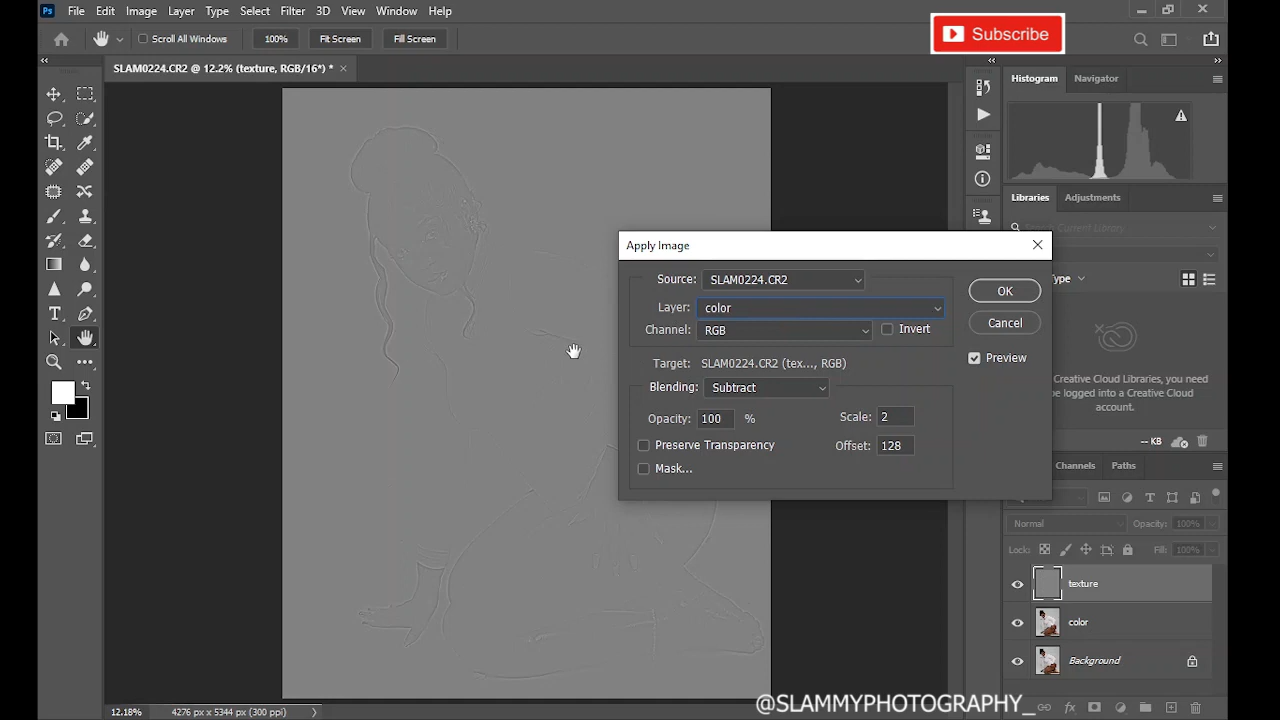 Ps File Edit Image Layer Type Select Filter 3D View Window Help
Subscribe
Scroll All Windows 100% Fit Screen Fill Screen
SLAM0224.CR2 @ 12.2% (texture, RGB/16*) * ×
Histogram Navigator
Libraries Adjustments
Search Current Library
Type
Creative Cloud Libraries, you need
be logged into a Creative Cloud
account.
-- KB
Apply Image
Source: SLAM0224.CR2
OK
Layer: color
Channel: RGB Invert
Cancel
Target: SLAM0224.CR2 (tex..., RGB)
Preview
Blending: Subtract
Opacity: 100 % Scale: 2
Preserve Transparency Offset: 128
Mask...
Channels Paths
Normal Opacity: 100%
Lock: Fill: 100%
texture
color
Background
12.18% 4276 px x 5344 px (300 ppi)
@SLAMMYPHOTOGRAPHY_